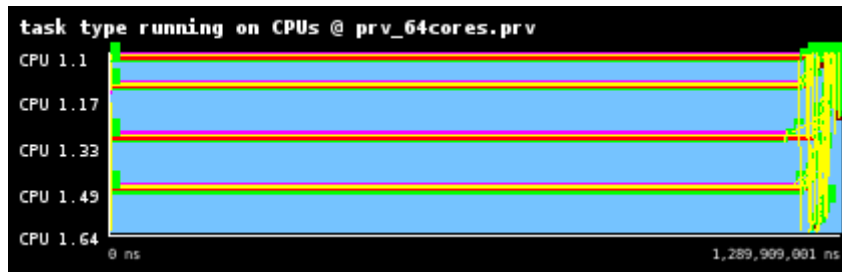 task type running on CPUs @ prv_64cores.prv
CPU 1.1
CPU 1.17
CPU 1.33
CPU 1.49
CPU 1.64
0 ns
1,289,909,001 ns